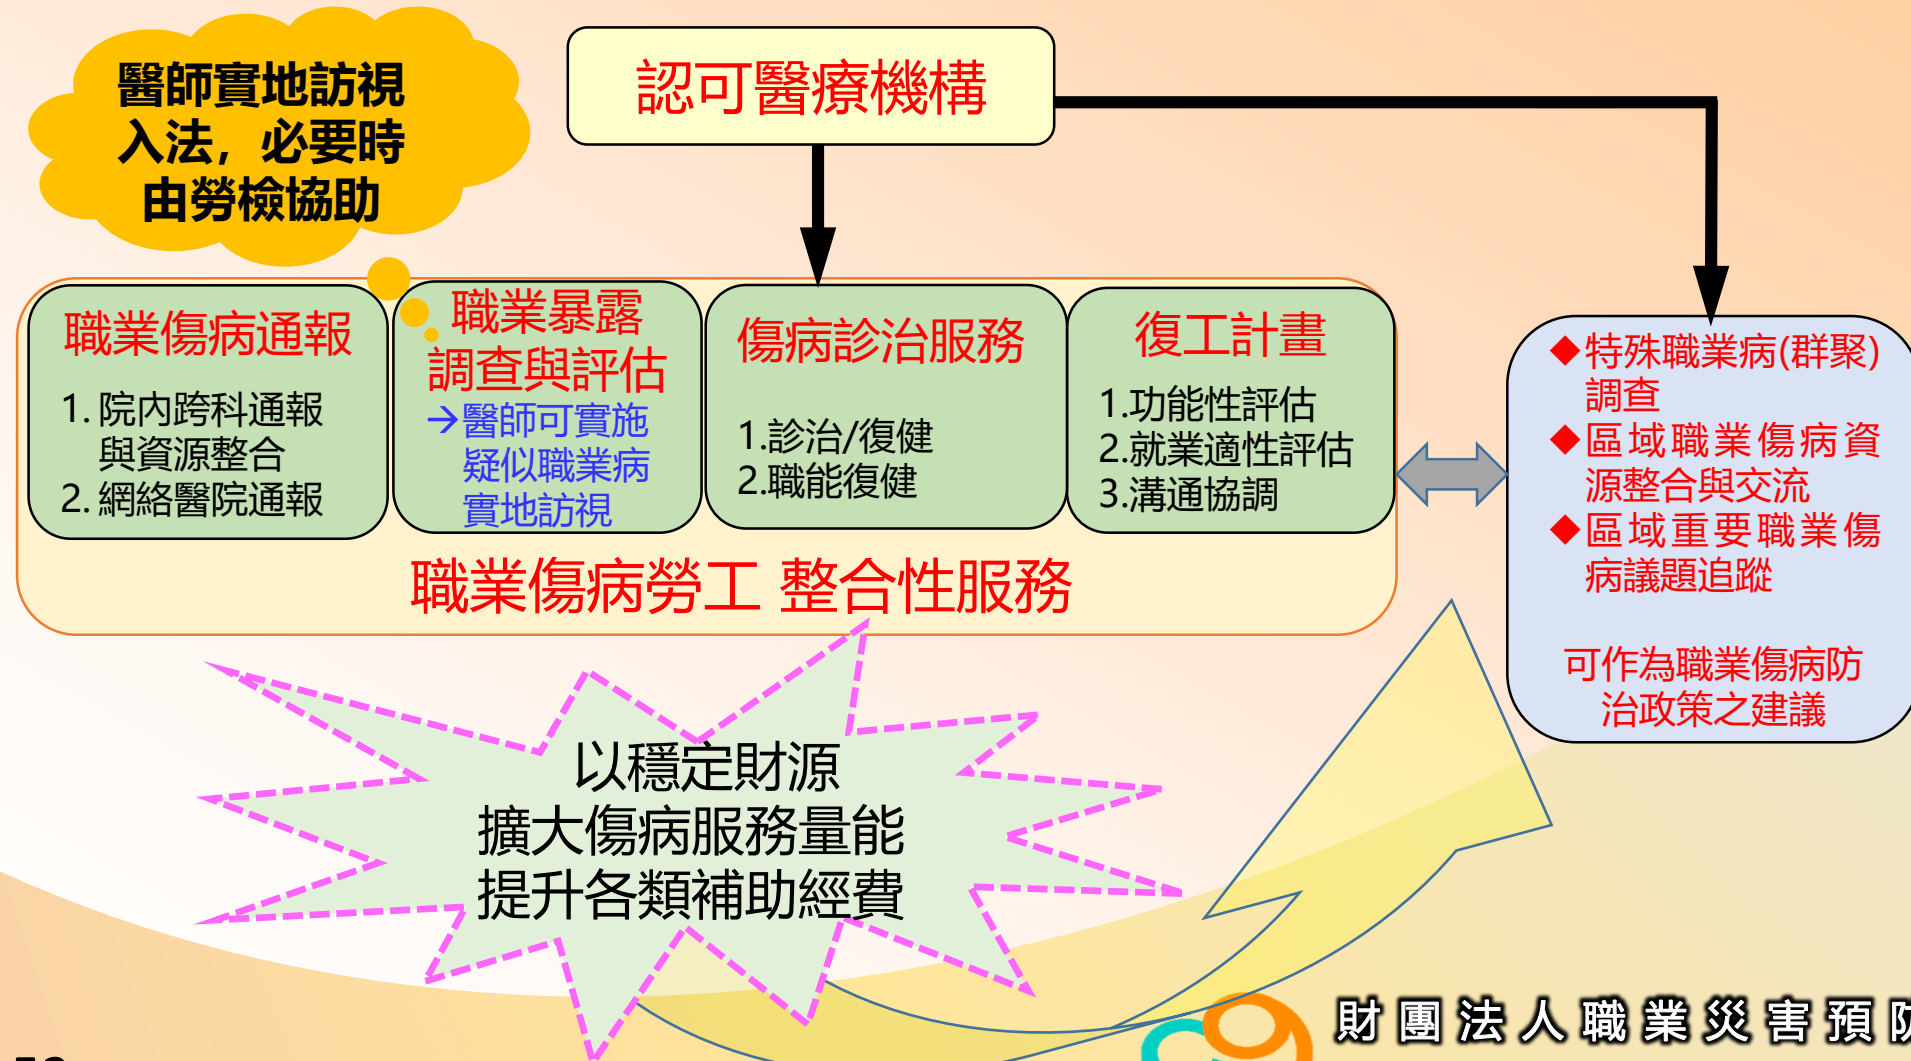 醫師實地訪視
入法，必要時
由勞檢協助
認可醫療機構
職業傷病通報
1. 院內跨科通報
與資源整合
2. 網絡醫院通報
職業暴露
調查與評估
→醫師可實施
疑似職業病
實地訪視
傷病診治服務
1.診治/復健
2.職能復健
復工計畫
1.功能性評估
2.就業適性評估
3.溝通協調
職業傷病勞工 整合性服務
◆特殊職業病(群聚)
調查
◆區域職業傷病資
源整合與交流
◆區域重要職業傷
病議題追蹤
可作為職業傷病防
治政策之建議
以穩定財源
擴大傷病服務量能
提升各類補助經費
財團法人職業災害預防